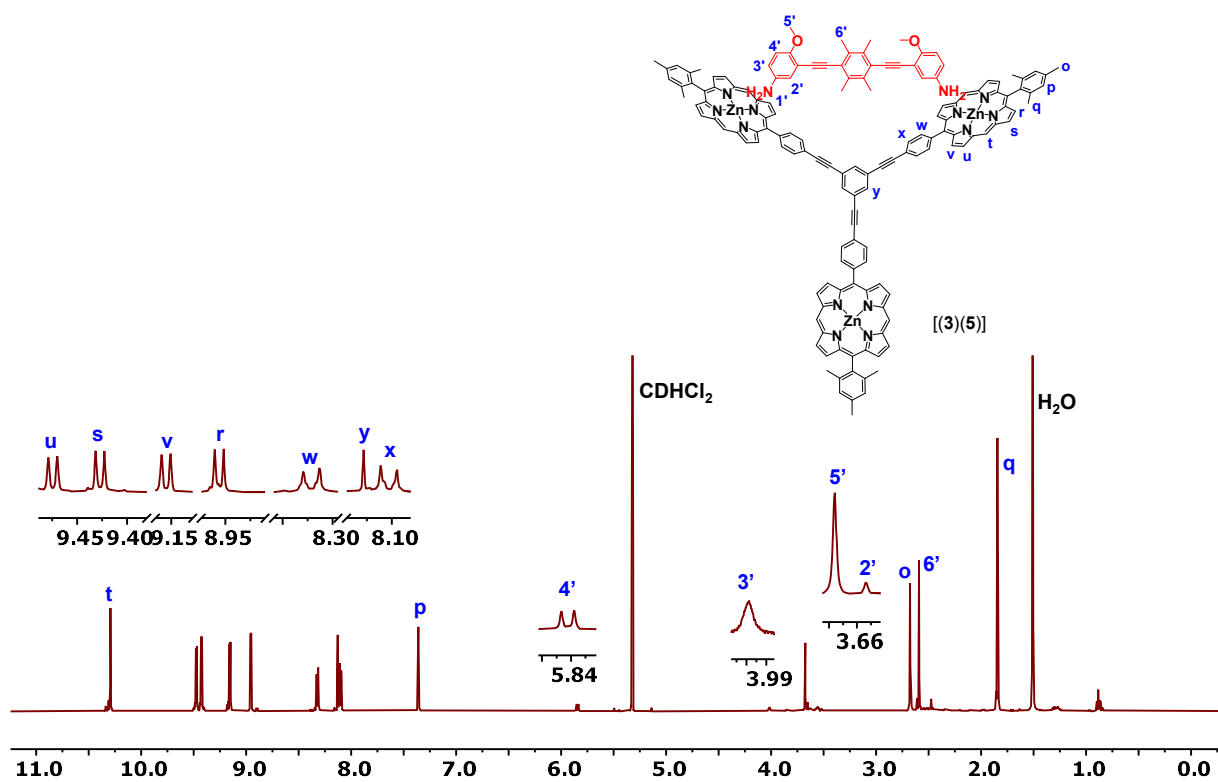 5' 6'
4' O O
3'
2' o
H2N NH2 p
1' q
N N N N
Zn Zn r
N N N N s
x w t
v u
y
N N
Zn
N N
[(3)(5)]
CDHCl2
H2O
u s v r w y x
9.45 9.40 9.15 8.95 8.30 8.10
t p q
5' 2'
3.66
3'
3.99
4'
5.84
o 6'
11.0 10.0 9.0 8.0 7.0 6.0 5.0 4.0 3.0 2.0 1.0 0.0